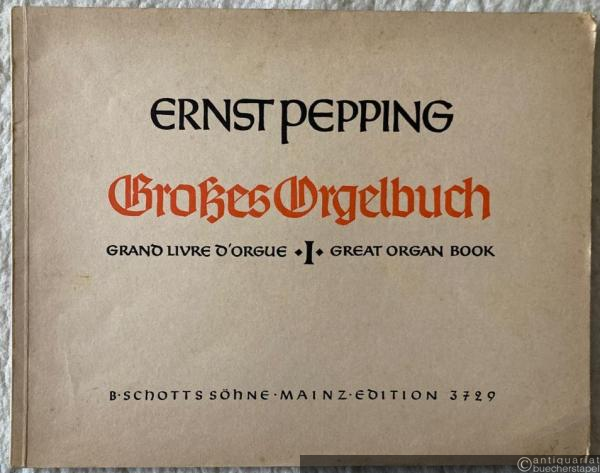 ERNST PEPPING
Großes Orgelbuch
GRAND LIVRE D'ORGUE • I • GREAT ORGAN BOOK
B • SCHOTTS SÖHNE • MAINZ • EDITION 3729
antiquariat
buecherstapel